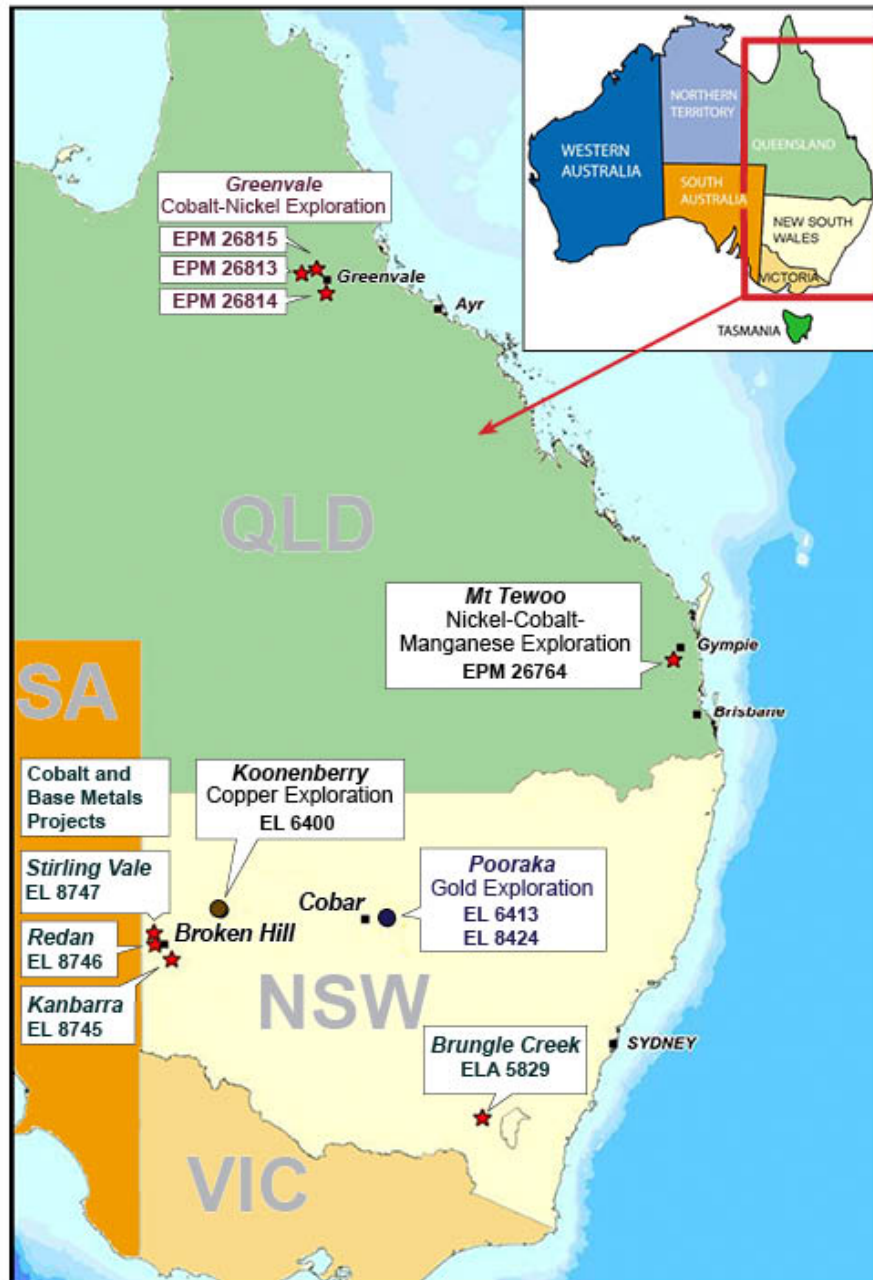 WESTERN
AUSTRALIA
NORTHERN
TERRITORY
QUEENSLAND
SOUTH
AUSTRALIA
NEW SOUTH
WALES
VICTORIA
TASMANIA
Greenvale
Cobalt-Nickel Exploration
EPM 26815
EPM 26813
EPM 26814
Greenvale
Ayr
QLD
Mt Tewoo
Nickel-Cobalt-
Manganese Exploration
EPM 26764
Gympie
Brisbane
SA
Cobalt and
Base Metals
Projects
Koonenberry
Copper Exploration
EL 6400
Stirling Vale
EL 8747
Redan
EL 8746
Kanbarra
EL 8745
Broken Hill
Cobar
Pooraka
Gold Exploration
EL 6413
EL 8424
NSW
Brungle Creek
ELA 5829
SYDNEY
VIC